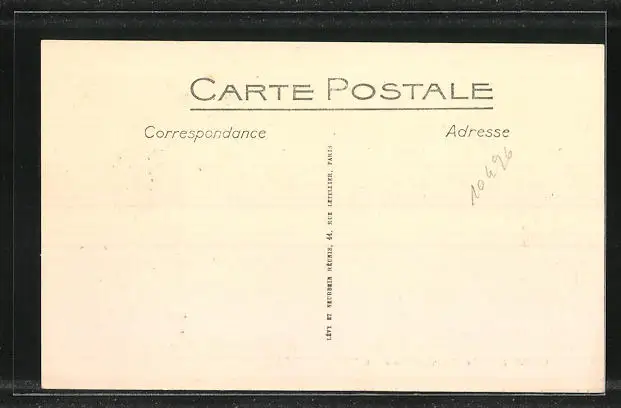 CARTE POSTALE
Correspondance
Adresse
LÉVY ET NEURDEIN RÉUNIS, 44, RUE LETELLIER, PARIS
10496